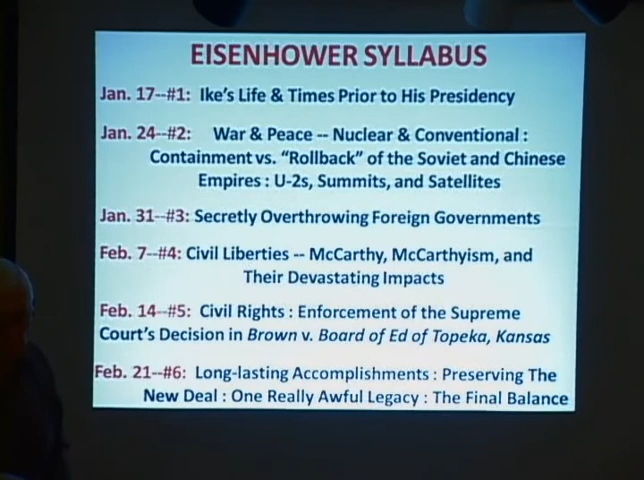 EISENHOWER SYLLABUS
Jan. 17--#1: Ike's Life & Times Prior to His Presidency
Jan. 24--#2: War & Peace -- Nuclear & Conventional :
Containment vs. "Rollback" of the Soviet and Chinese
Empires : U-2s, Summits, and Satellites
Jan. 31--#3: Secretly Overthrowing Foreign Governments
Feb. 7--#4: Civil Liberties -- McCarthy, McCarthyism, and
Their Devastating Impacts
Feb. 14--#5: Civil Rights : Enforcement of the Supreme
Court's Decision in Brown v. Board of Ed of Topeka, Kansas
Feb. 21--#6: Long-lasting Accomplishments : Preserving The
New Deal : One Really Awful Legacy : The Final Balance